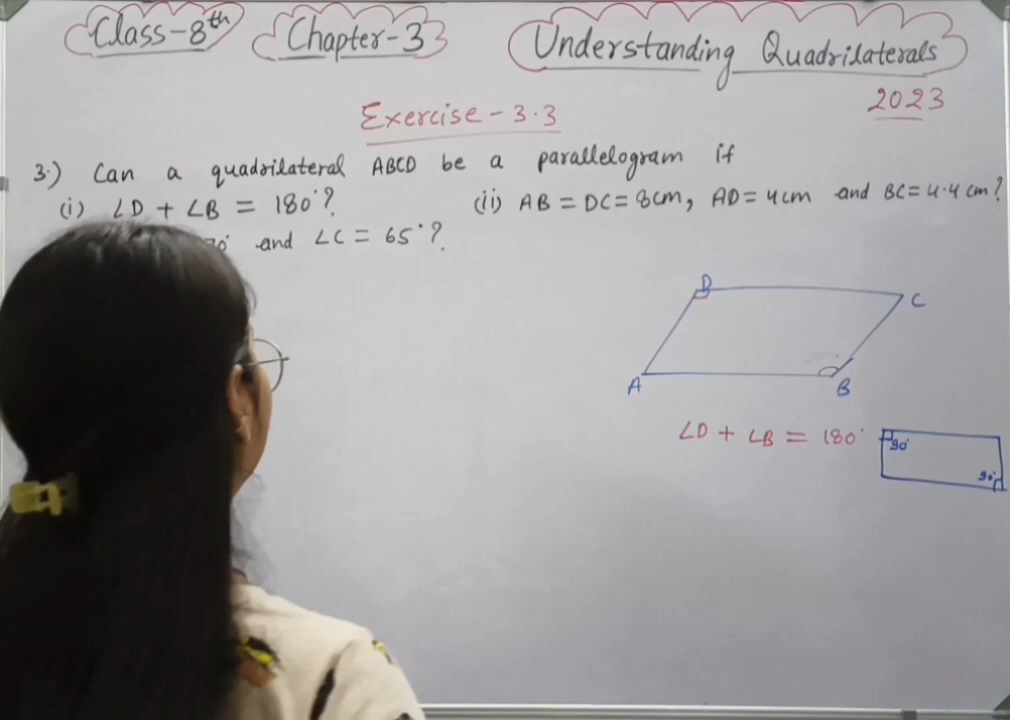 Class-8th Chapter-3 Understanding Quadrilaterals
2023
Exercise-3.3
3.) Can a quadrilateral ABCD be a parallelogram if
(i) ∠D + ∠B = 180°? (ii) AB = DC = 8cm, AD = 4cm and BC = 4.4 cm?
and ∠C = 65°?
D
C
A
B
∠D + ∠B = 180°
90°
90°